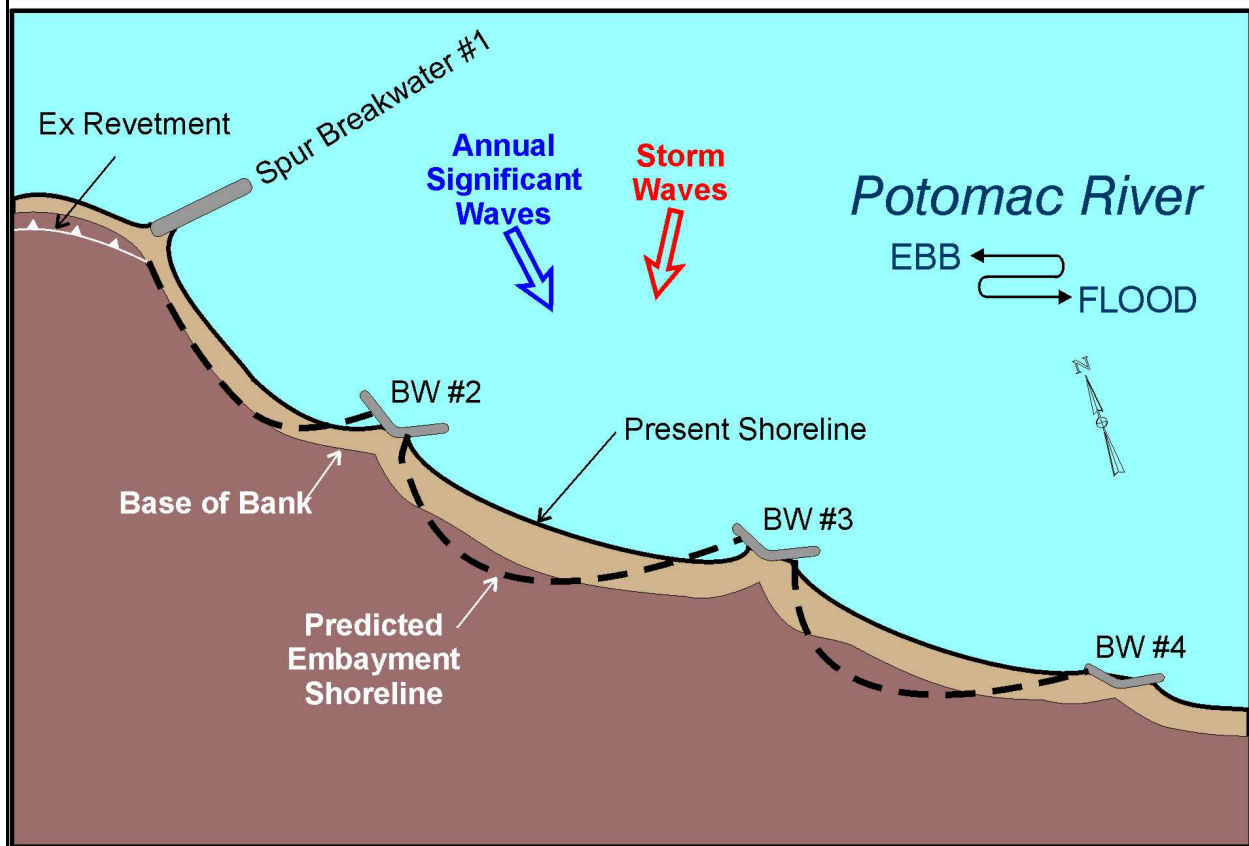 Spur Breakwater #1
Ex Revetment
Annual
Significant
Waves
Storm
Waves
Potomac River
EBB
FLOOD
N
BW #2
Present Shoreline
Base of Bank
BW #3
Predicted
Embayment
Shoreline
BW #4